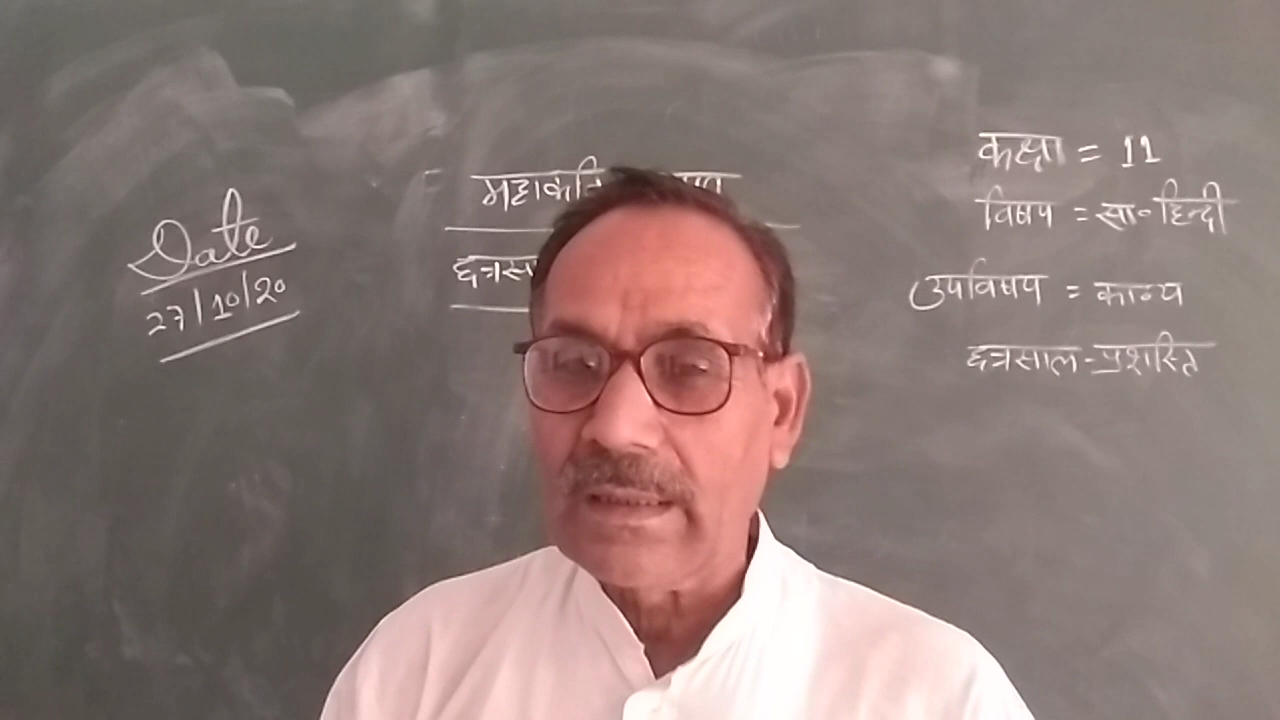 Date
27/10/20
कक्षा = 11
विषय = सा० हिन्दी
उपविषय = काव्य
छत्रसाल-प्रशस्ति